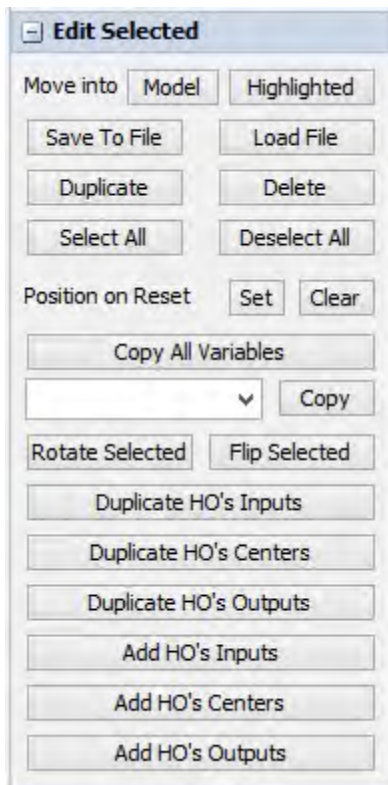 Edit Selected
Move into Model Highlighted
Save To File Load File
Duplicate Delete
Select All Deselect All
Position on Reset Set Clear
Copy All Variables
Copy
Rotate Selected Flip Selected
Duplicate HO's Inputs
Duplicate HO's Centers
Duplicate HO's Outputs
Add HO's Inputs
Add HO's Centers
Add HO's Outputs